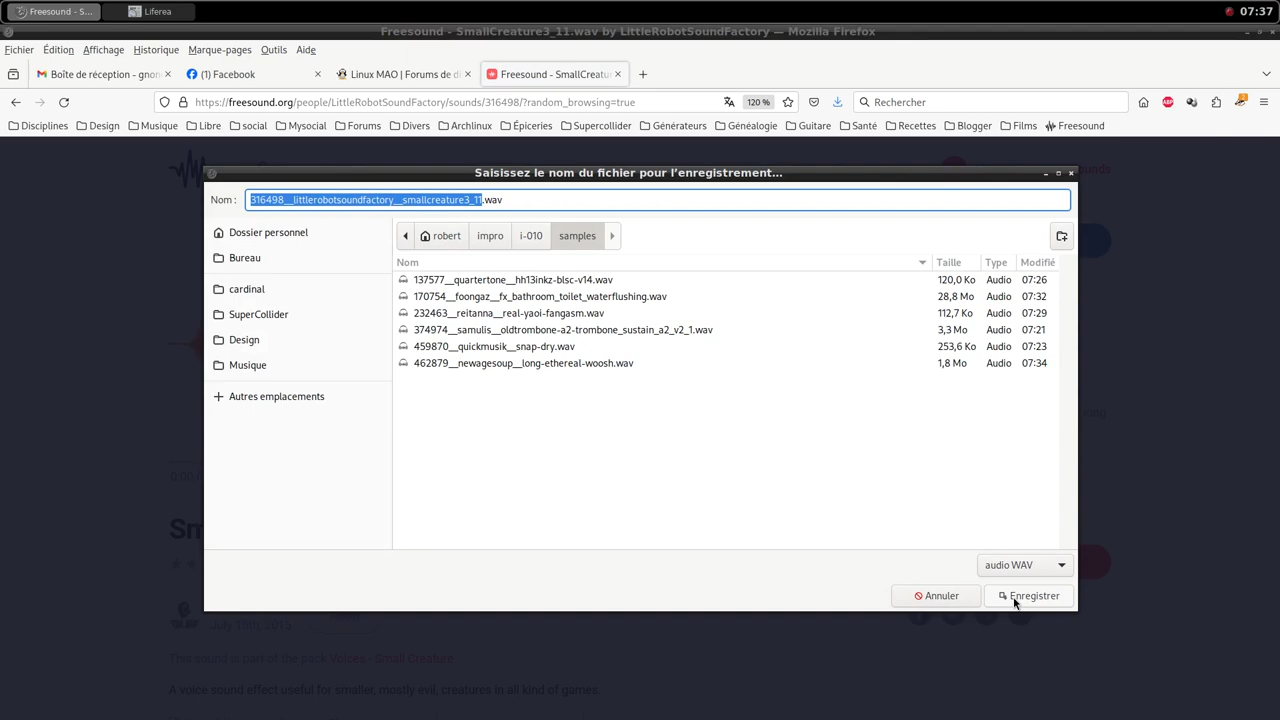 Freesound - S...
Liferea
07:37
Freesound - SmallCreature3_11.wav by LittleRobotSoundFactory — Mozilla Firefox
Fichier Édition Affichage Historique Marque-pages Outils Aide
Boîte de réception - gnon
(1) Facebook
Linux MAO | Forums de di
Freesound - SmallCreatur
https://freesound.org/people/LittleRobotSoundFactory/sounds/316498/?random_browsing=true
120 %
Rechercher
Disciplines Design Musique Libre social Mysocial Forums Divers Archlinux Épiceries Supercollider Générateurs Généalogie Guitare Santé Recettes Blogger Films Freesound
Saisissez le nom du fichier pour l'enregistrement…
Nom : 316498__littlerobotsoundfactory__smallcreature3_11.wav
Dossier personnel
Bureau
cardinal
SuperCollider
Design
Musique
Autres emplacements
robert impro i-010 samples
Nom Taille Type Modifié
137577__quartertone__hh13inkz-blsc-v14.wav 120,0 Ko Audio 07:26
170754__foongaz__fx_bathroom_toilet_waterflushing.wav 28,8 Mo Audio 07:32
232463__reitanna__real-yaoi-fangasm.wav 112,7 Ko Audio 07:29
374974__samulis__oldtrombone-a2-trombone_sustain_a2_v2_1.wav 3,3 Mo Audio 07:21
459870__quickmusik__snap-dry.wav 253,6 Ko Audio 07:23
462879__newagesoup__long-ethereal-woosh.wav 1,8 Mo Audio 07:34
audio WAV
Annuler
Enregistrer
July 15th, 2015
This sound is part of the pack Voices - Small Creature
A voice sound effect useful for smaller, mostly evil, creatures in all kind of games.